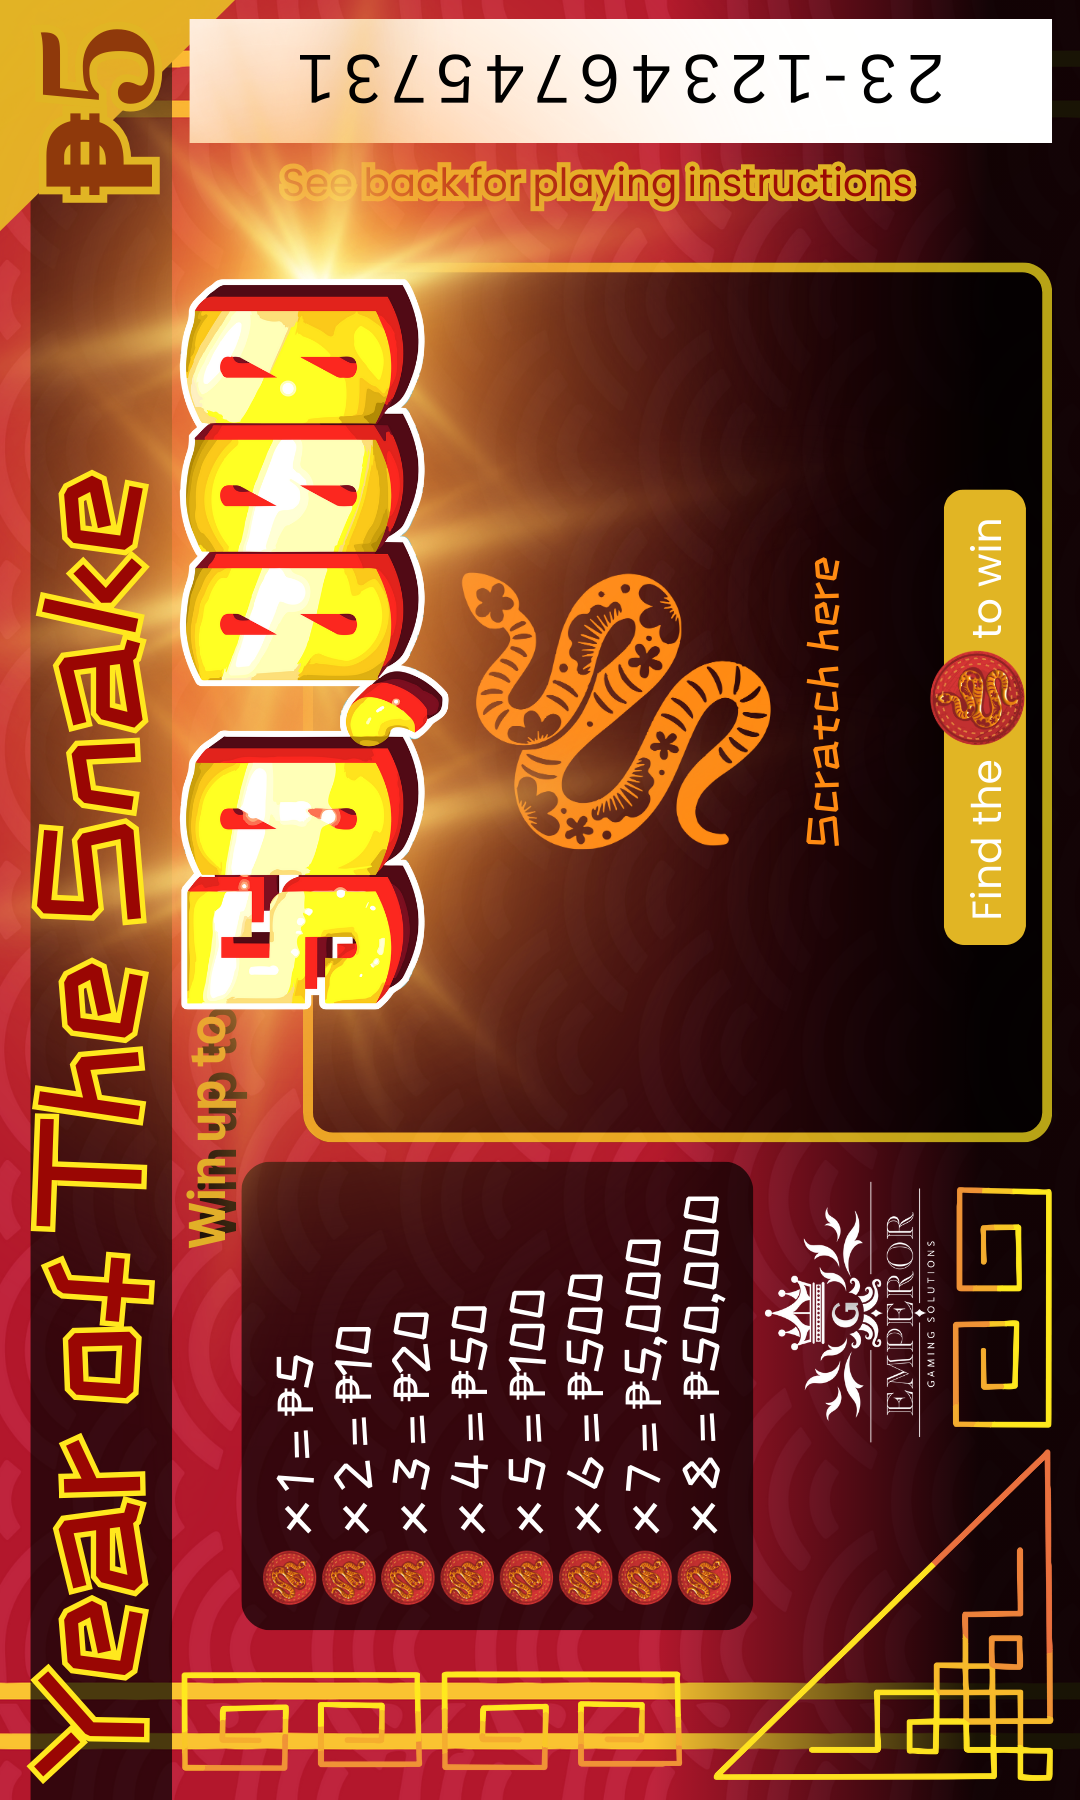 Year of The Snake
₱5
Win up to
50,000
× 1 = ₱5
× 2 = ₱10
× 3 = ₱20
× 4 = ₱50
× 5 = ₱100
× 6 = ₱500
× 7 = ₱5,000
× 8 = ₱50,000
Scratch here
Find the to win
G
EMPEROR
GAMING SOLUTIONS
See back for playing instructions
23-12346745731